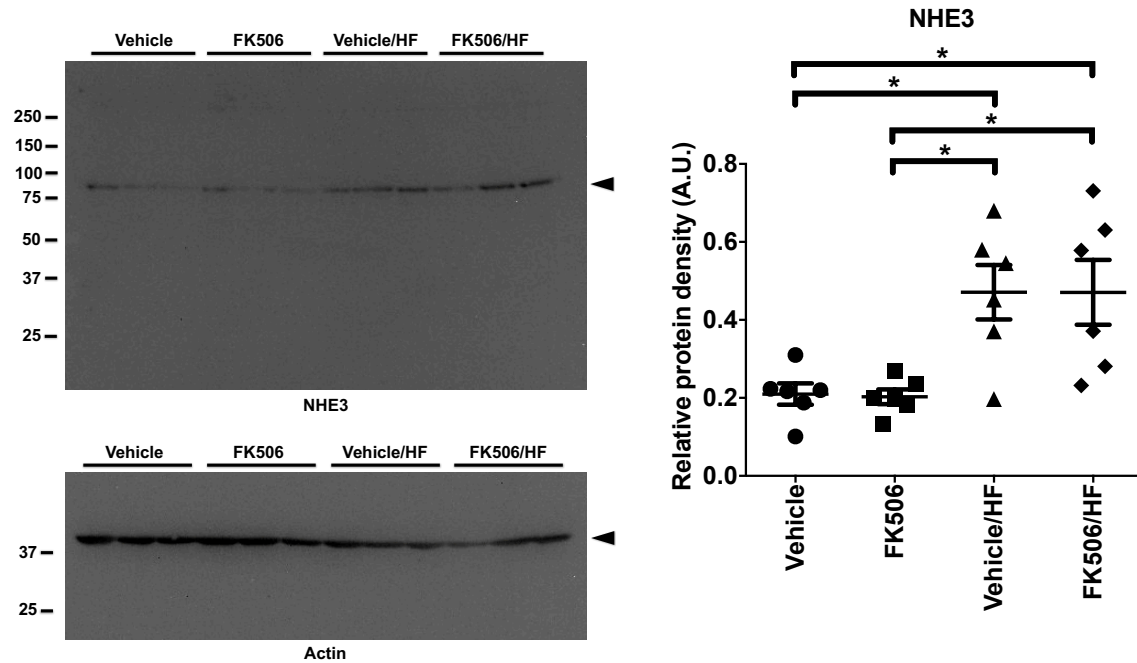 Vehicle FK506 Vehicle/HF FK506/HF
250
150
100
75
50
37
25
NHE3
Vehicle FK506 Vehicle/HF FK506/HF
37
25
Actin
NHE3
*
*
*
*
Relative protein density (A.U.)
0.8
0.6
0.4
0.2
0.0
Vehicle
FK506
Vehicle/HF
FK506/HF